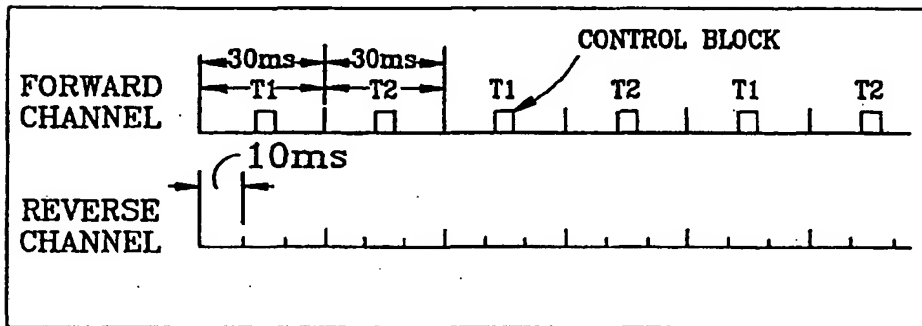 CONTROL BLOCK
30ms 30ms
FORWARD CHANNEL
T1 T2 T1 T2 T1 T2
10ms
REVERSE CHANNEL